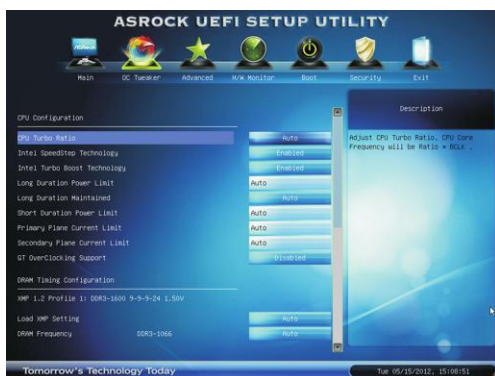 ASROCK UEFI SETUP UTILITY
Main OC Tweaker Advanced H/W Monitor Boot Security Exit
Description
CPU Configuration
CPU Turbo Ratio Auto
Adjust CPU Turbo Ratio, CPU Core
Frequency will be Ratio * BCLK .
Intel SpeedStep Technology Enabled
Intel Turbo Boost Technology Enabled
Long Duration Power Limit Auto
Long Duration Maintained Auto
Short Duration Power Limit Auto
Primary Plane Current Limit Auto
Secondary Plane Current Limit Auto
GT OverClocking Support Disabled
DRAM Timing Configuration
XMP 1.2 Profile 1: DDR3-1600 9-9-9-24 1.50V
Load XMP Setting Auto
DRAM Frequency DDR3-1066 Auto
Tomorrow's Technology Today
Tue 05/15/2012, 15:08:51